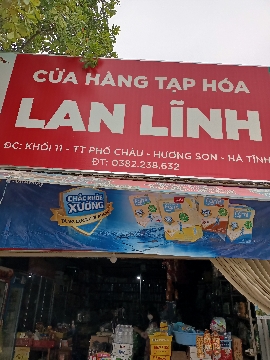 CỬA HÀNG TẠP HÓA
LAN LĨNH
ĐC: KHỐI 11 - TT PHỐ CHÂU - HƯƠNG SƠN - HÀ TĨNH
ĐT: 0382.238.632
CHẮC KHỎE
XƯƠNG